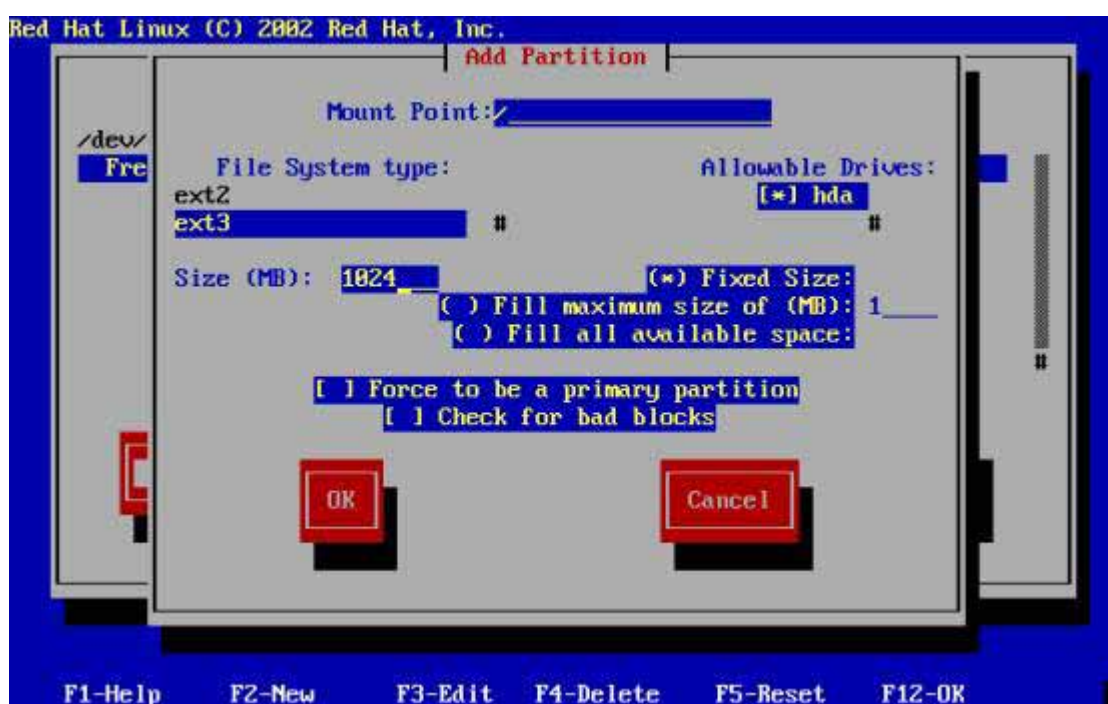 Red Hat Linux (C) 2002 Red Hat, Inc.
Add Partition
Mount Point:/
/dev/
Fre
File System type:
Allowable Drives:
ext2
[*] hda
ext3 #
#
Size (MB): 1024
(*) Fixed Size:
( ) Fill maximum size of (MB): 1
( ) Fill all available space:
#
[ ] Force to be a primary partition
[ ] Check for bad blocks
OK
Cancel
F1-Help F2-New F3-Edit F4-Delete F5-Reset F12-OK